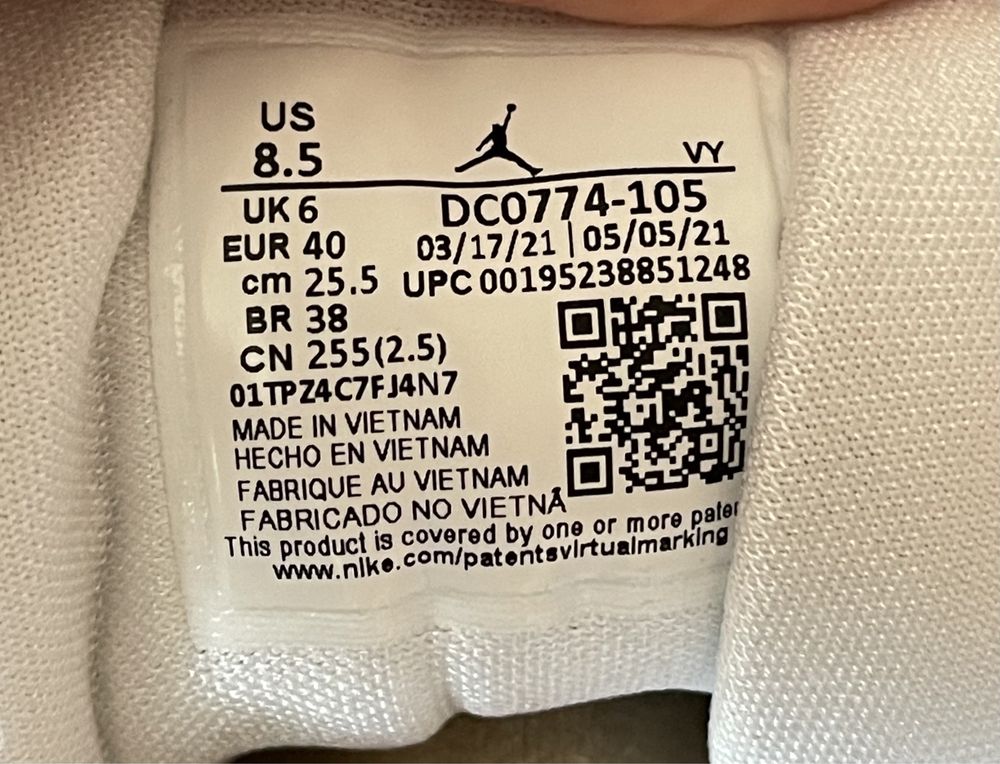 US
8.5
VY
UK 6
DC0774-105
EUR 40
03/17/21 | 05/05/21
cm 25.5
UPC 00195238851248
BR 38
CN 255(2.5)
01TPZ4C7FJ4N7
MADE IN VIETNAM
HECHO EN VIETNAM
FABRIQUE AU VIETNAM
FABRICADO NO VIETNÃ
This product is covered by one or more
www.nike.com/patentsvirtualmarking